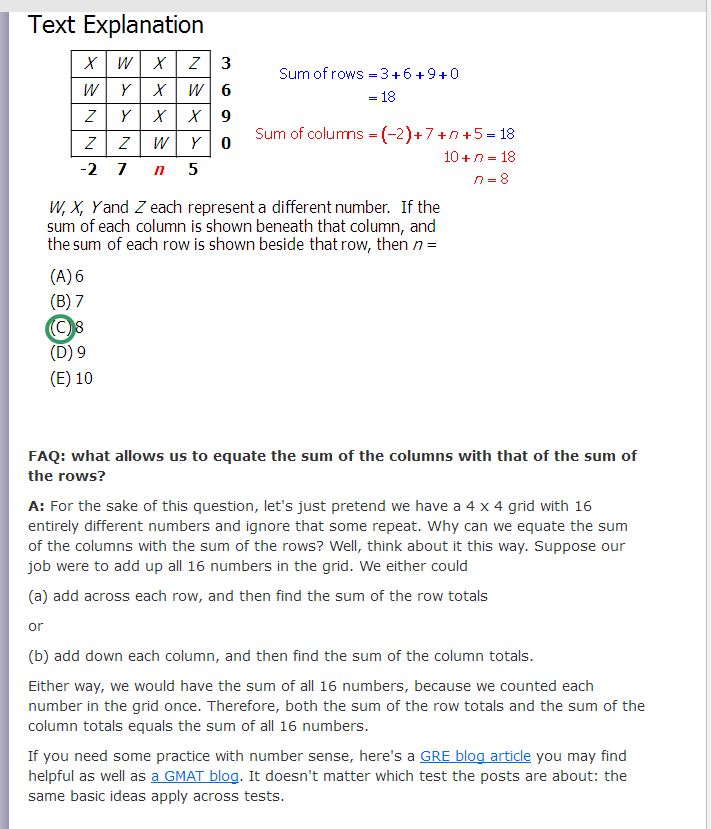 Text Explanation
X W X Z 3
W Y X W 6
Z Y X X 9
Z Z W Y 0
-2 7 n 5
Sum of rows = 3 + 6 + 9 + 0
= 18
Sum of columns = (-2) + 7 + n + 5 = 18
10 + n = 18
n = 8
W, X, Y and Z each represent a different number. If the
sum of each column is shown beneath that column, and
the sum of each row is shown beside that row, then n =
(A) 6
(B) 7
(C) 8
(D) 9
(E) 10
FAQ: what allows us to equate the sum of the columns with that of the sum of
the rows?
A: For the sake of this question, let's just pretend we have a 4 x 4 grid with 16
entirely different numbers and ignore that some repeat. Why can we equate the sum
of the columns with the sum of the rows? Well, think about it this way. Suppose our
job were to add up all 16 numbers in the grid. We either could
(a) add across each row, and then find the sum of the row totals
or
(b) add down each column, and then find the sum of the column totals.
Either way, we would have the sum of all 16 numbers, because we counted each
number in the grid once. Therefore, both the sum of the row totals and the sum of the
column totals equals the sum of all 16 numbers.
If you need some practice with number sense, here's a GRE blog article you may find
helpful as well as a GMAT blog. It doesn't matter which test the posts are about: the
same basic ideas apply across tests.